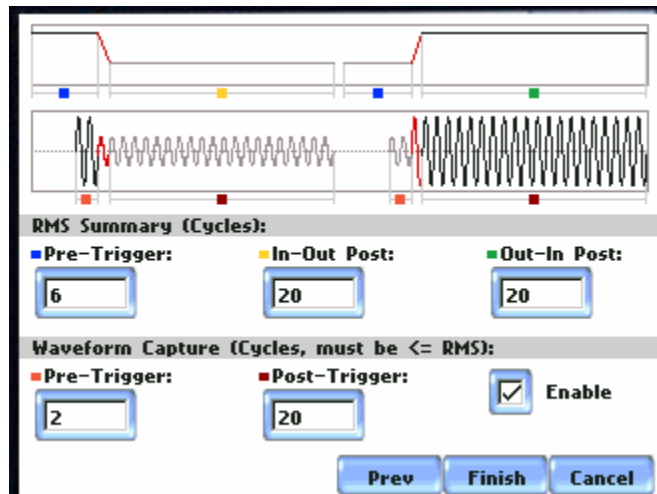 RMS Summary (Cycles):
Pre-Trigger: In-Out Post: Out-In Post:
6 20 20
Waveform Capture (Cycles, must be <= RMS):
Pre-Trigger: Post-Trigger:
2 20 Enable
Prev Finish Cancel